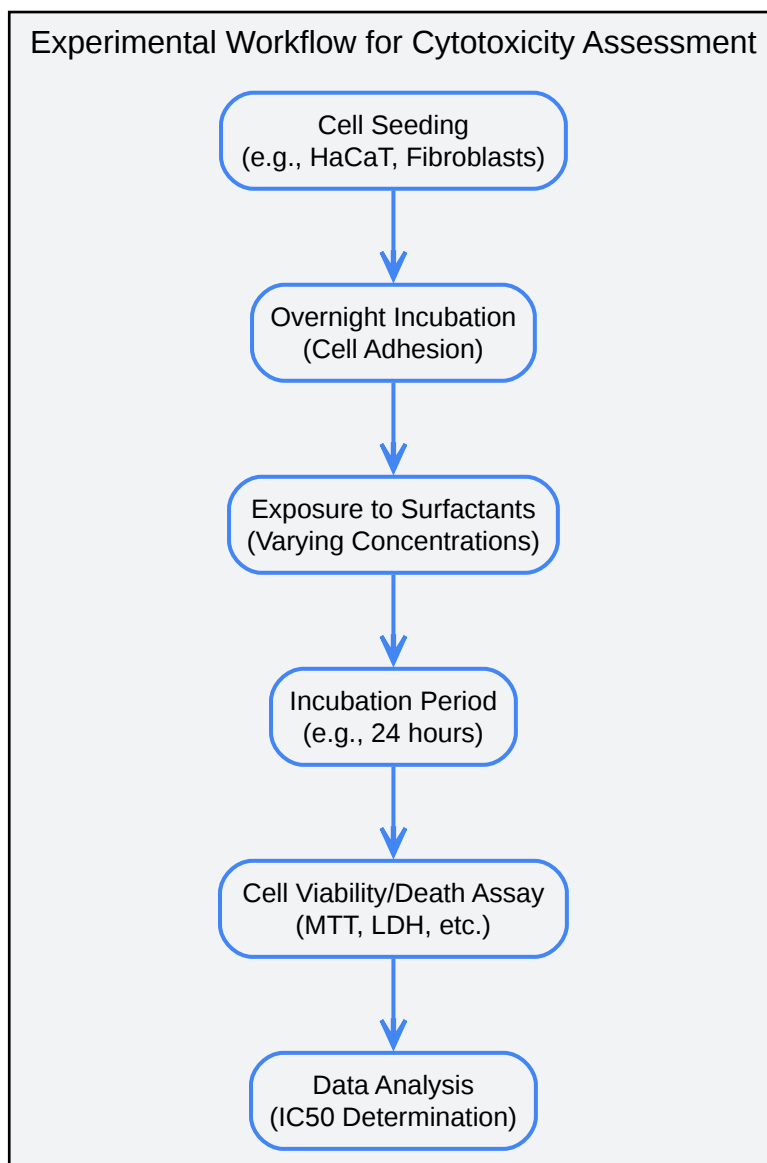 Experimental Workflow for Cytotoxicity Assessment
Cell Seeding
(e.g., HaCaT, Fibroblasts)
Overnight Incubation
(Cell Adhesion)
Exposure to Surfactants
(Varying Concentrations)
Incubation Period
(e.g., 24 hours)
Cell Viability/Death Assay
(MTT, LDH, etc.)
Data Analysis
(IC50 Determination)